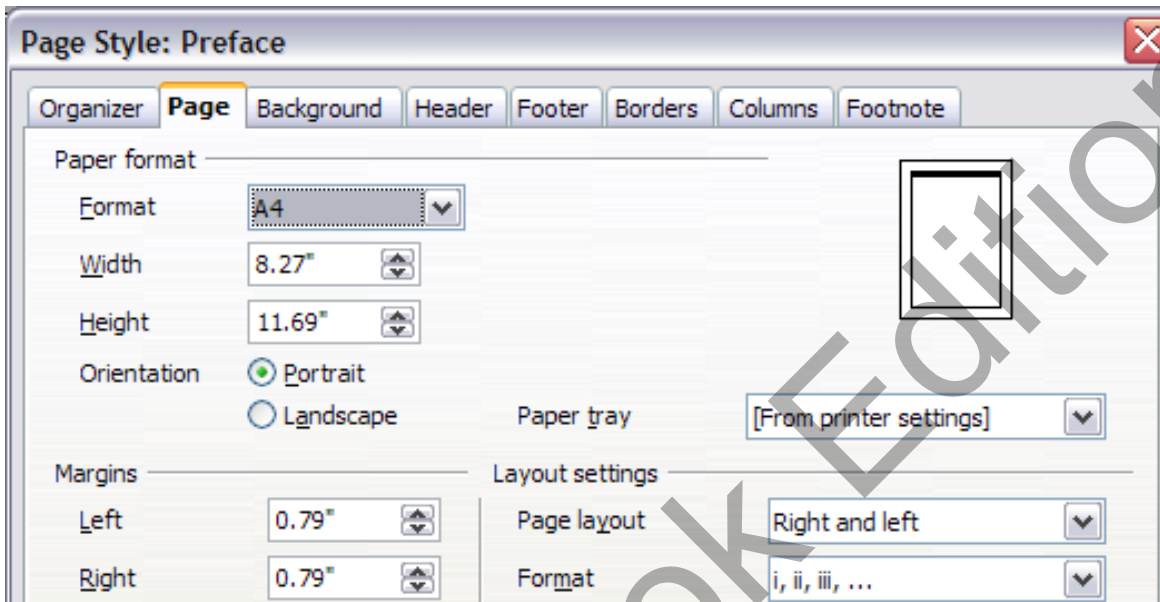 Page Style: Preface
Organizer Page Background Header Footer Borders Columns Footnote
Paper format
Format A4
Width 8.27"
Height 11.69"
Orientation Portrait
Landscape Paper tray [From printer settings]
Margins Layout settings
Left 0.79" Page layout Right and left
Right 0.79" Format i, ii, iii, ...
ok Edition